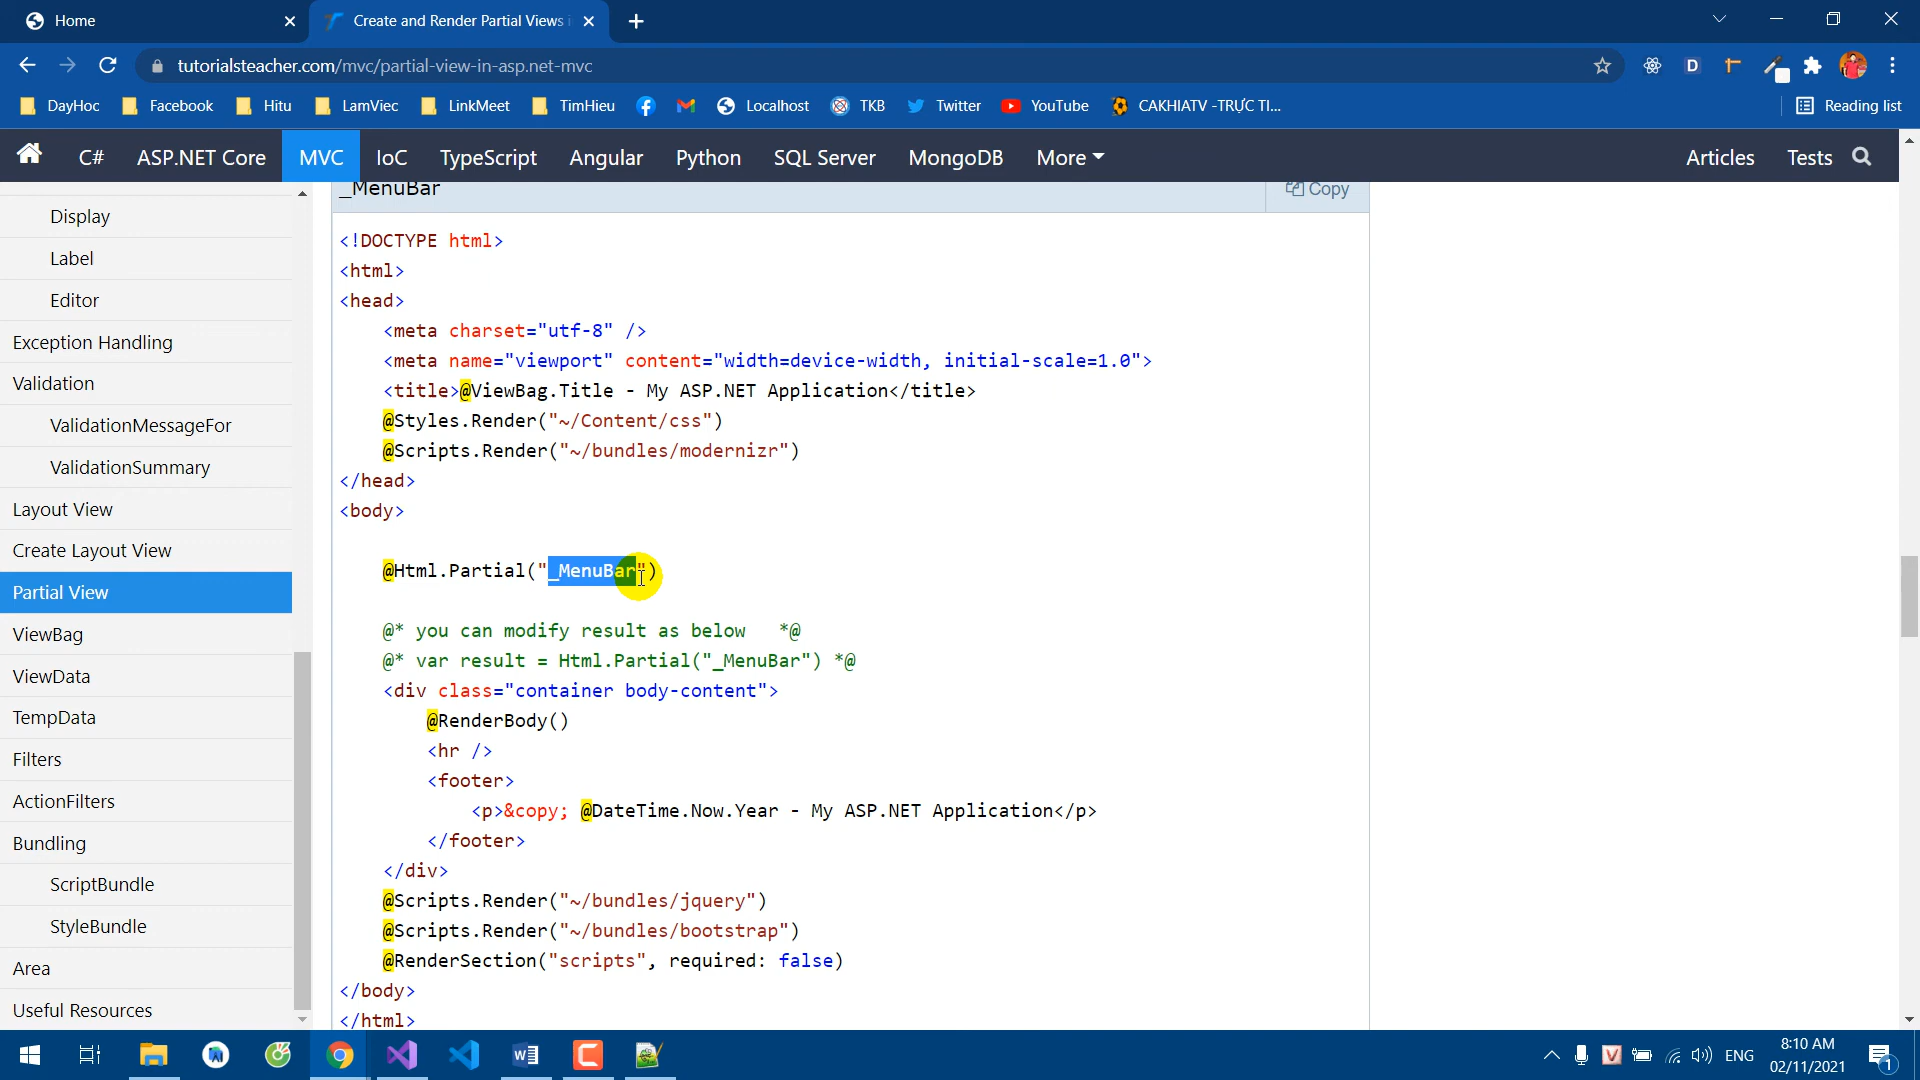 Home
Create and Render Partial Views i
tutorialsteacher.com/mvc/partial-view-in-asp.net-mvc
DayHoc Facebook Hitu LamViec LinkMeet TimHieu Localhost TKB Twitter YouTube CAKHIATV -TRỰC TI... Reading list
C# ASP.NET Core MVC IoC TypeScript Angular Python SQL Server MongoDB More Articles Tests
Display
Label
Editor
Exception Handling
Validation
ValidationMessageFor
ValidationSummary
Layout View
Create Layout View
Partial View
ViewBag
ViewData
TempData
Filters
ActionFilters
Bundling
ScriptBundle
StyleBundle
Area
Useful Resources
_MenuBar Copy
<!DOCTYPE html>
<html>
<head>
<meta charset="utf-8" />
<meta name="viewport" content="width=device-width, initial-scale=1.0">
<title>@ViewBag.Title - My ASP.NET Application</title>
@Styles.Render("~/Content/css")
@Scripts.Render("~/bundles/modernizr")
</head>
<body>
@Html.Partial("_MenuBar")
@* you can modify result as below *@
@* var result = Html.Partial("_MenuBar") *@
<div class="container body-content">
@RenderBody()
<hr />
<footer>
<p>&copy; @DateTime.Now.Year - My ASP.NET Application</p>
</footer>
</div>
@Scripts.Render("~/bundles/jquery")
@Scripts.Render("~/bundles/bootstrap")
@RenderSection("scripts", required: false)
</body>
</html>
ENG
8:10 AM
02/11/2021
1